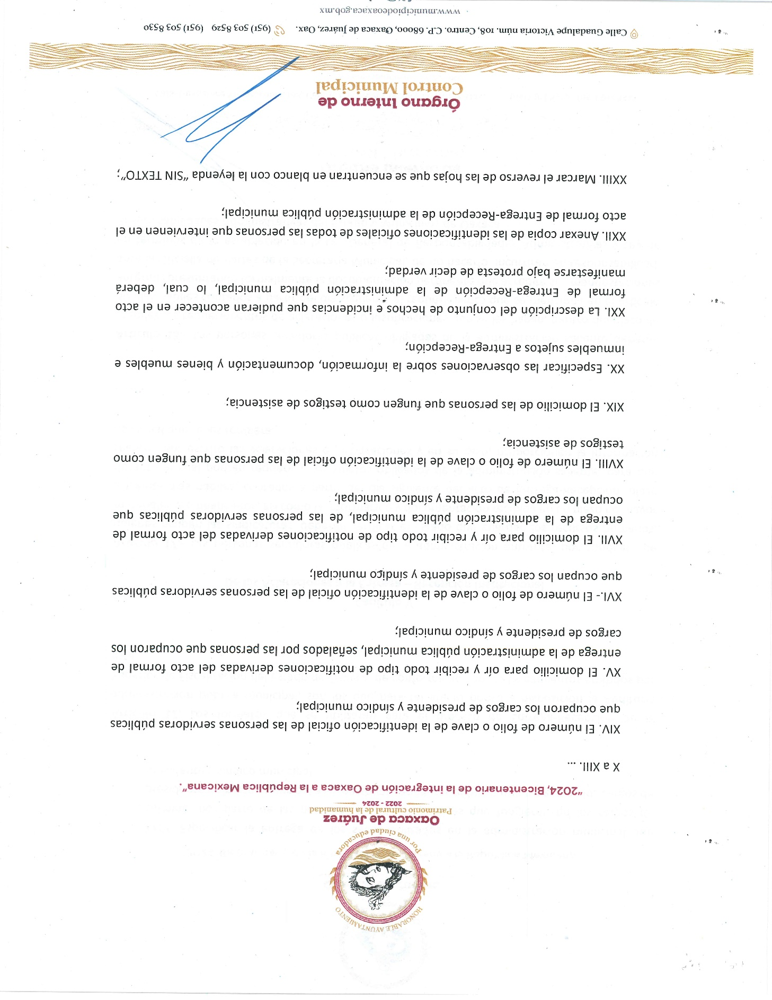 HONORABLE AYUNTAMIENTO
Por una ciudad educadora
Oaxaca de Juárez
Patrimonio cultural de la humanidad
2022 - 2024
“2024, Bicentenario de la integración de Oaxaca a la República Mexicana”.
X a XIII. ...
XIV. El número de folio o clave de la identificación oficial de las personas servidoras públicas
que ocuparon los cargos de presidente y síndico municipal;
XV. El domicilio para oír y recibir todo tipo de notificaciones derivadas del acto formal de
entrega de la administración pública municipal, señalados por las personas que ocuparon los
cargos de presidente y síndico municipal;
XVI.- El número de folio o clave de la identificación oficial de las personas servidoras públicas
que ocupan los cargos de presidente y síndico municipal;
XVII. El domicilio para oír y recibir todo tipo de notificaciones derivadas del acto formal de
entrega de la administración pública municipal, de las personas servidoras públicas que
ocupan los cargos de presidente y síndico municipal;
XVIII. El número de folio o clave de la identificación oficial de las personas que fungen como
testigos de asistencia;
XIX. El domicilio de las personas que fungen como testigos de asistencia;
XX. Especificar las observaciones sobre la información, documentación y bienes muebles e
inmuebles sujetos a Entrega-Recepción;
XXI. La descripción del conjunto de hechos e incidencias que pudieran acontecer en el acto
formal de Entrega-Recepción de la administración pública municipal, lo cual, deberá
manifestarse bajo protesta de decir verdad;
XXII. Anexar copia de las identificaciones oficiales de todas las personas que intervienen en el
acto formal de Entrega-Recepción de la administración pública municipal;
XXIII. Marcar el reverso de las hojas que se encuentran en blanco con la leyenda “SIN TEXTO”;
Órgano Interno de
Control Municipal
Calle Guadalupe Victoria núm. 108, Centro. C.P. 68000, Oaxaca de Juárez, Oax. (951) 503 8529 (951) 503 8530
www.municipiodeoaxaca.gob.mx